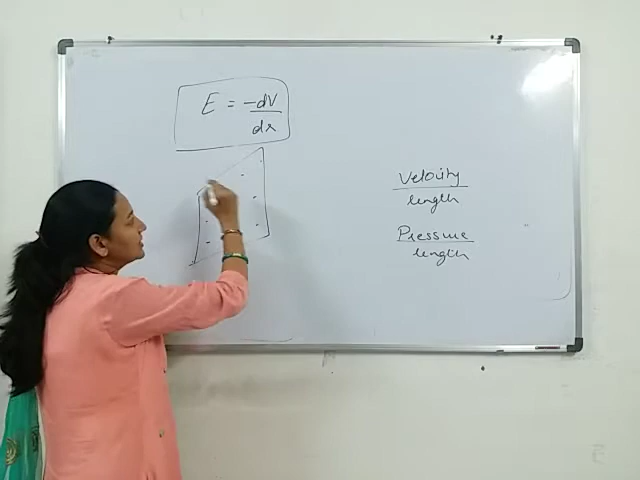 E = -dV
dx
Velocity
length
Pressure
length